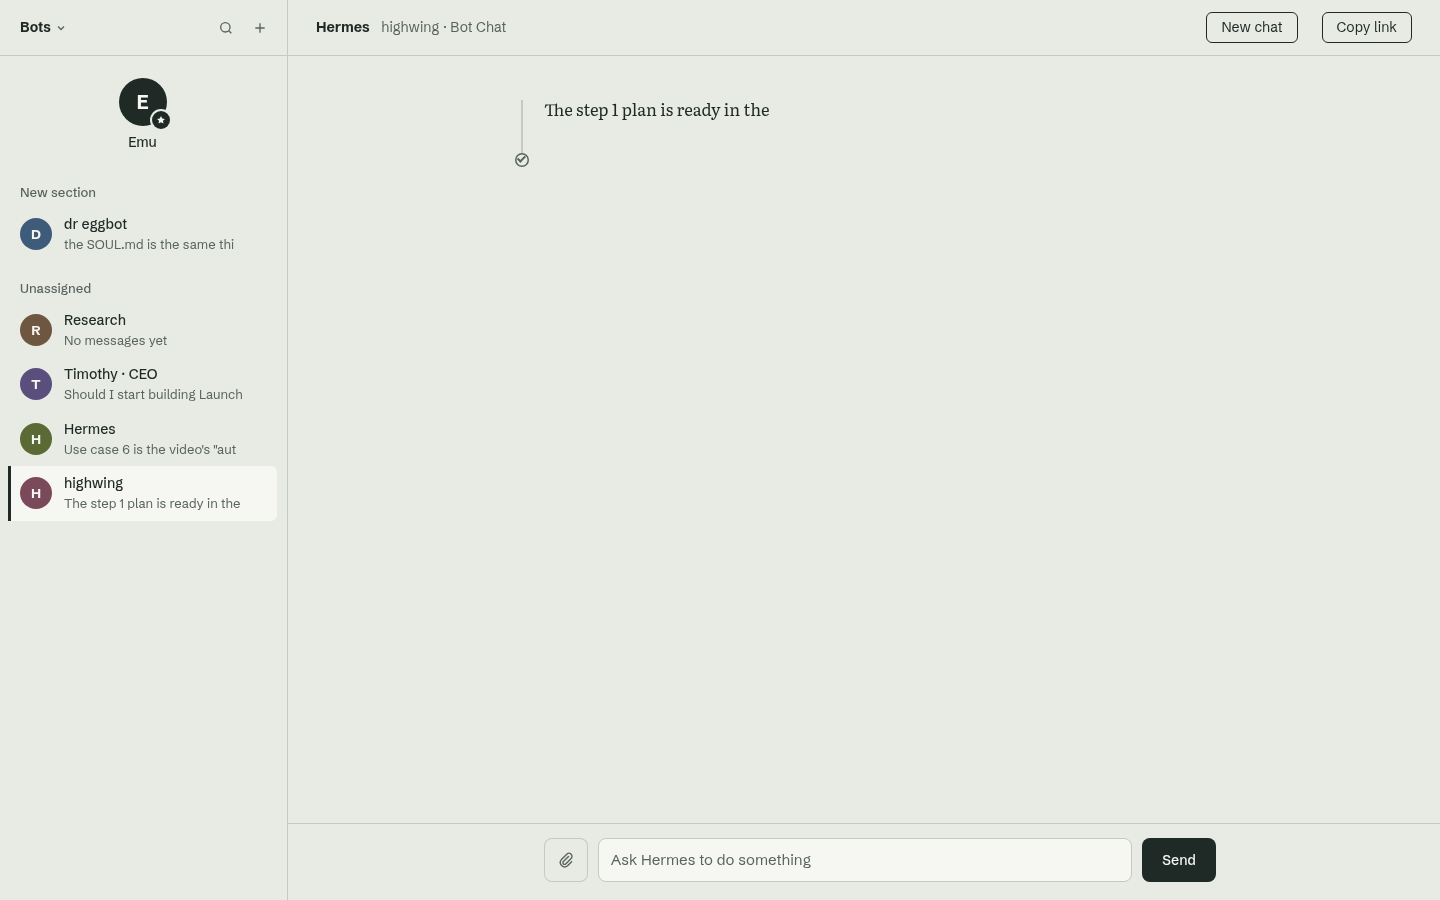 Bots
E
Emu
New section
D
dr eggbot
the SOUL.md is the same thi
Unassigned
R
Research
No messages yet
T
Timothy · CEO
Should I start building Launch
H
Hermes
Use case 6 is the video's "aut
H
highwing
The step 1 plan is ready in the
Hermes highwing · Bot Chat
New chat
Copy link
The step 1 plan is ready in the
Ask Hermes to do something
Send